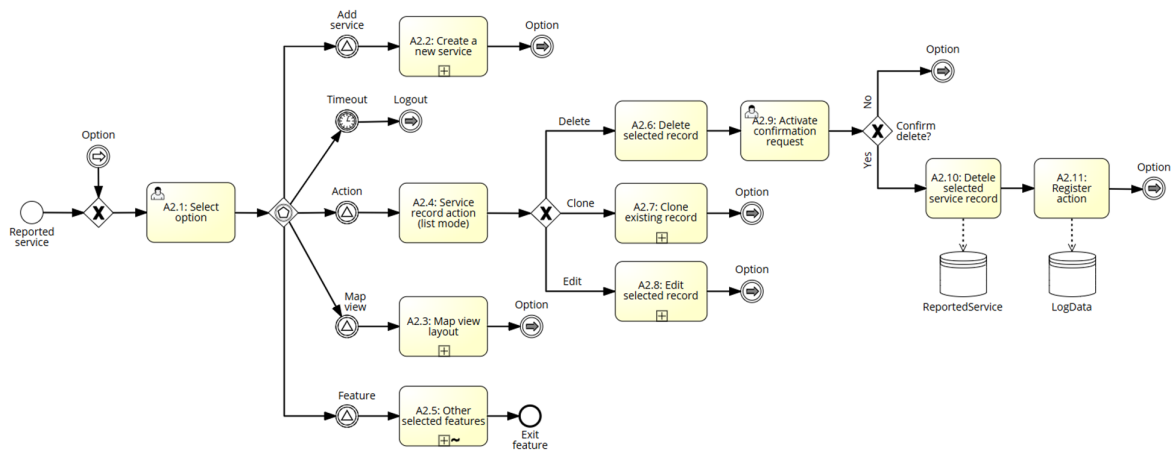 Add
service
Option
A2.2: Create a
new service
Timeout
Logout
Option
Option
Delete
A2.6: Delete
selected record
A2.9: Activate
confirmation
request
No
Confirm
delete?
Yes
Reported
service
A2.1: Select
option
Action
A2.4: Service
record action
(list mode)
Clone
A2.7: Clone
existing record
Option
A2.10: Detele
selected
service record
A2.11:
Register
action
Option
Edit
A2.8: Edit
selected record
Option
ReportedService
LogData
Map
view
A2.3: Map view
layout
Option
Feature
A2.5: Other
selected features
Exit
feature